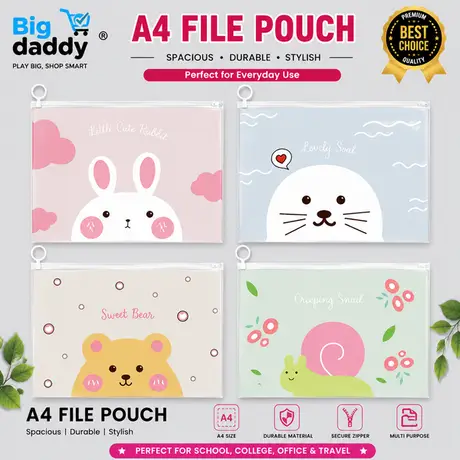 Big daddy ®
PLAY BIG, SHOP SMART
A4 FILE POUCH
SPACIOUS • DURABLE • STYLISH
Perfect for Everyday Use
PREMIUM
BEST
CHOICE
QUALITY
Little Cute Rabbit
Lovely Seal
Sweet Bear
Creeping Snail
A4 FILE POUCH
Spacious | Durable | Stylish
A4
A4 SIZE
DURABLE MATERIAL
SECURE ZIPPER
MULTI PURPOSE
★ PERFECT FOR SCHOOL, COLLEGE, OFFICE & TRAVEL ★